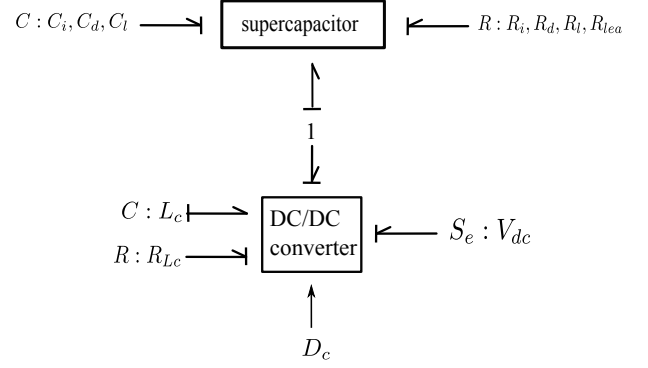 C : C_i, C_d, C_l
supercapacitor
R : R_i, R_d, R_l, R_lea
1
C : L_c
DC/DC
converter
R : R_Lc
S_e : V_dc
D_c